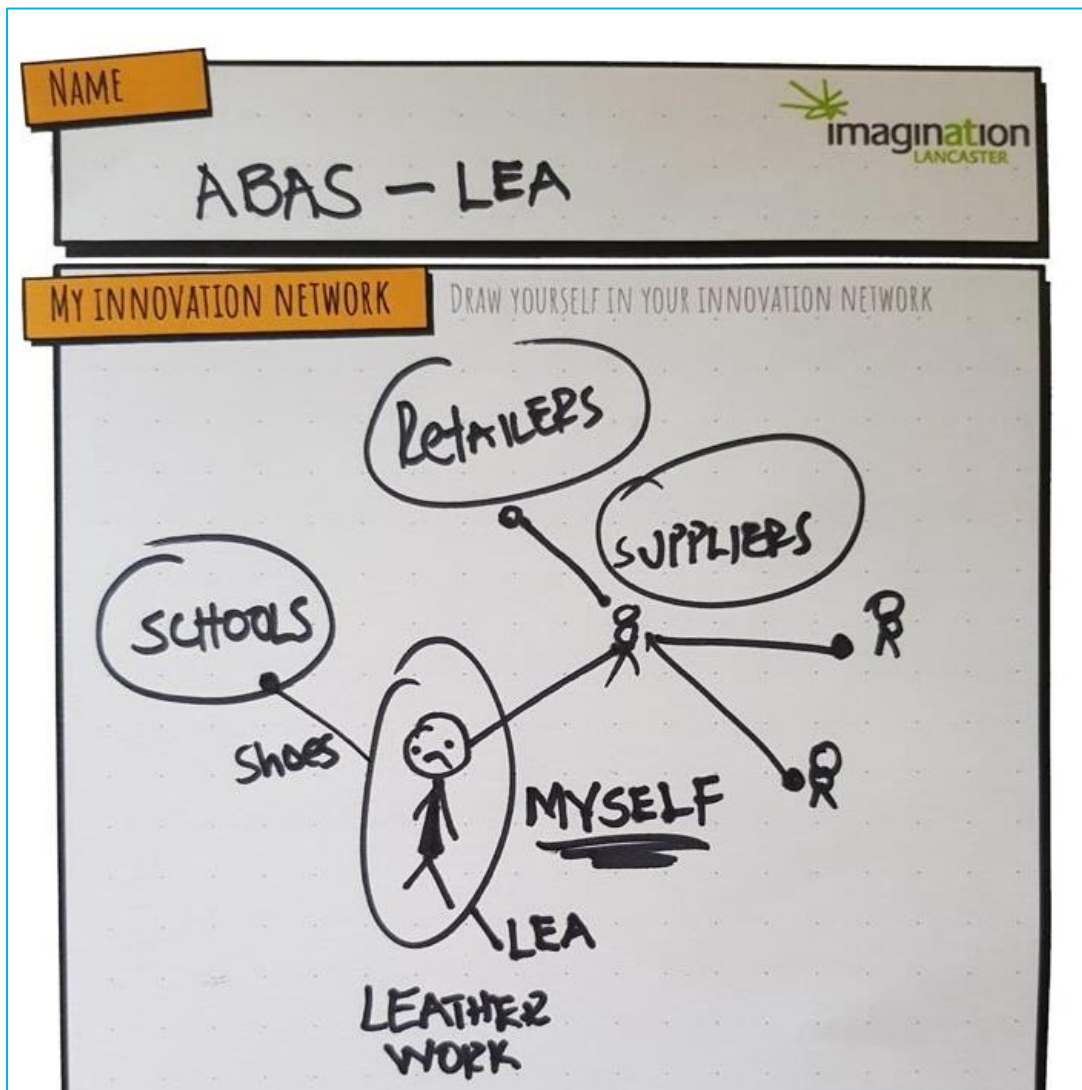 NAME
imagination
LANCASTER
ABAS – LEA
MY INNOVATION NETWORK
DRAW YOURSELF IN YOUR INNOVATION NETWORK
RetAILERS
SUPPLIERS
SCHOOLS
Shoes
MYSELF
LEA
LEATHER
WORK